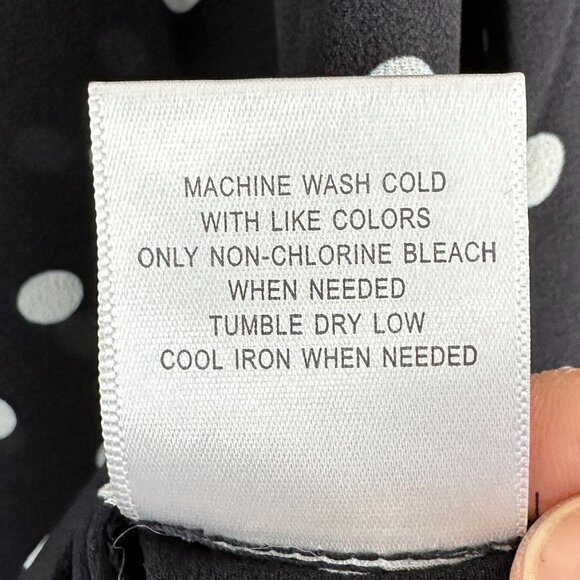 MACHINE WASH COLD
WITH LIKE COLORS
ONLY NON-CHLORINE BLEACH
WHEN NEEDED
TUMBLE DRY LOW
COOL IRON WHEN NEEDED